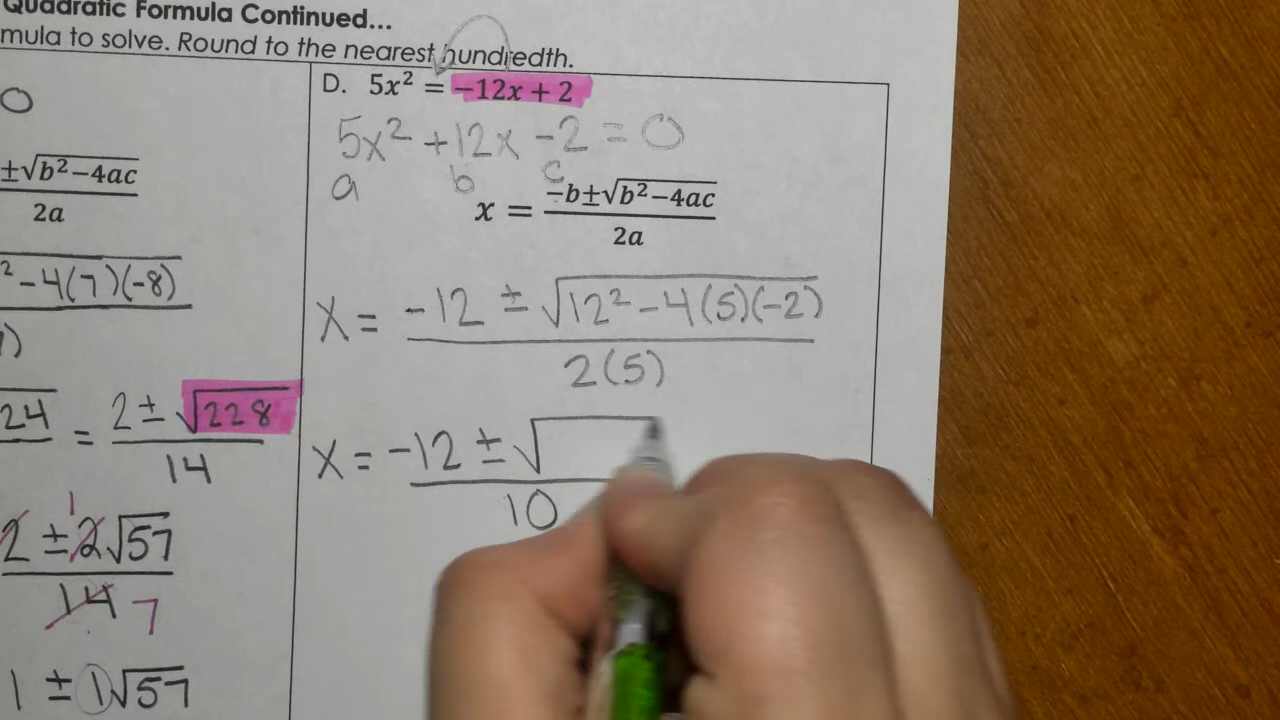 Quadratic Formula Continued...
mula to solve. Round to the nearest hundredth.
0
±√b²−4ac
2a
² −4(7)(−8)
)
24 = 2 ± √228
14
1
2 ± 2√57
14 7
1 ± 1√57
D. 5x² = −12x + 2
5x² + 12x − 2 = 0
a b c
x = −b±√b²−4ac
2a
X = −12 ± √12² − 4(5)(−2)
2(5)
X = −12 ± √
10